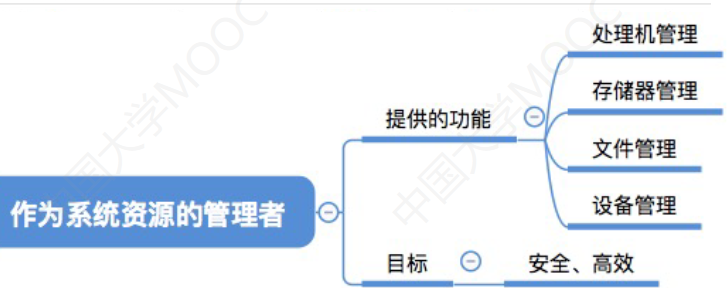 处理机管理
存储器管理
提供的功能
文件管理
设备管理
作为系统资源的管理者
目标
安全、高效
中国大学MOOC
中国大学MOOC